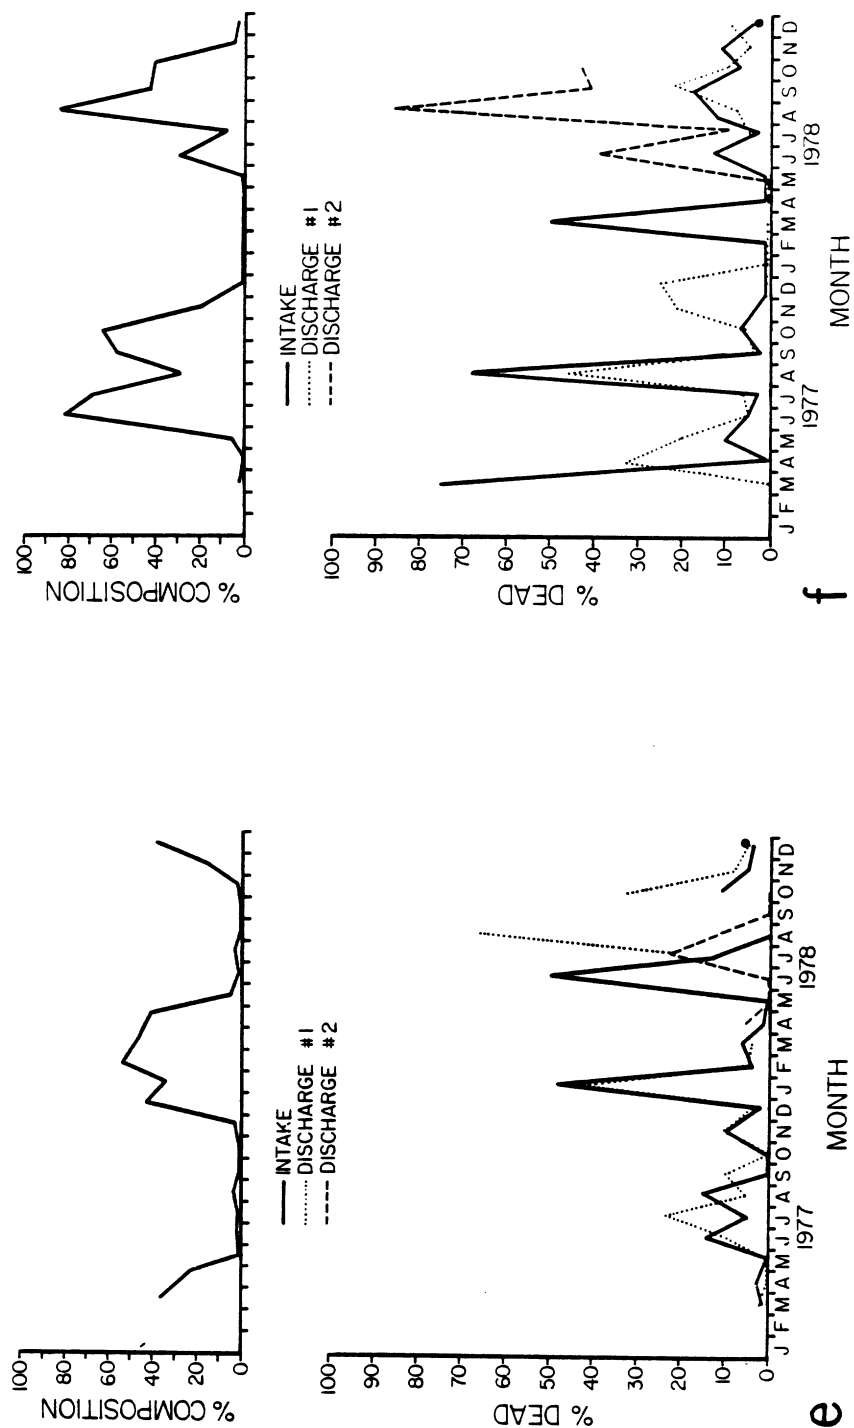 100
80
60
40
20
0
% COMPOSITION
INTAKE
DISCHARGE #1
DISCHARGE #2
100
90
80
70
60
50
40
30
20
10
0
% DEAD
J F M A M J J A S O N D J F M A M J J A S O N D
1977 1978
MONTH
e
100
80
60
40
20
0
% COMPOSITION
INTAKE
DISCHARGE #1
DISCHARGE #2
100
90
80
70
60
50
40
30
20
10
0
% DEAD
J F M A M J J A S O N D J F M A M J J A S O N D
1977 1978
MONTH
f